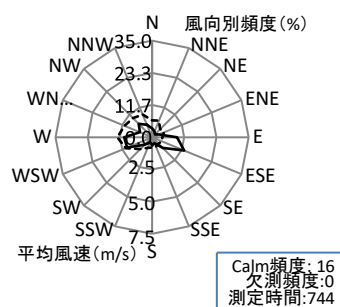 N
風向別頻度(%)
35.0
NNW
NNE
NW
23.3
NE
WN...
11.7
ENE
W
0.0
E
WSW
2.5
ESE
SW
5.0
SE
SSW
SSE
平均風速(m/s)
7.5
S
Calm頻度: 16
欠測頻度:0
測定時間:744